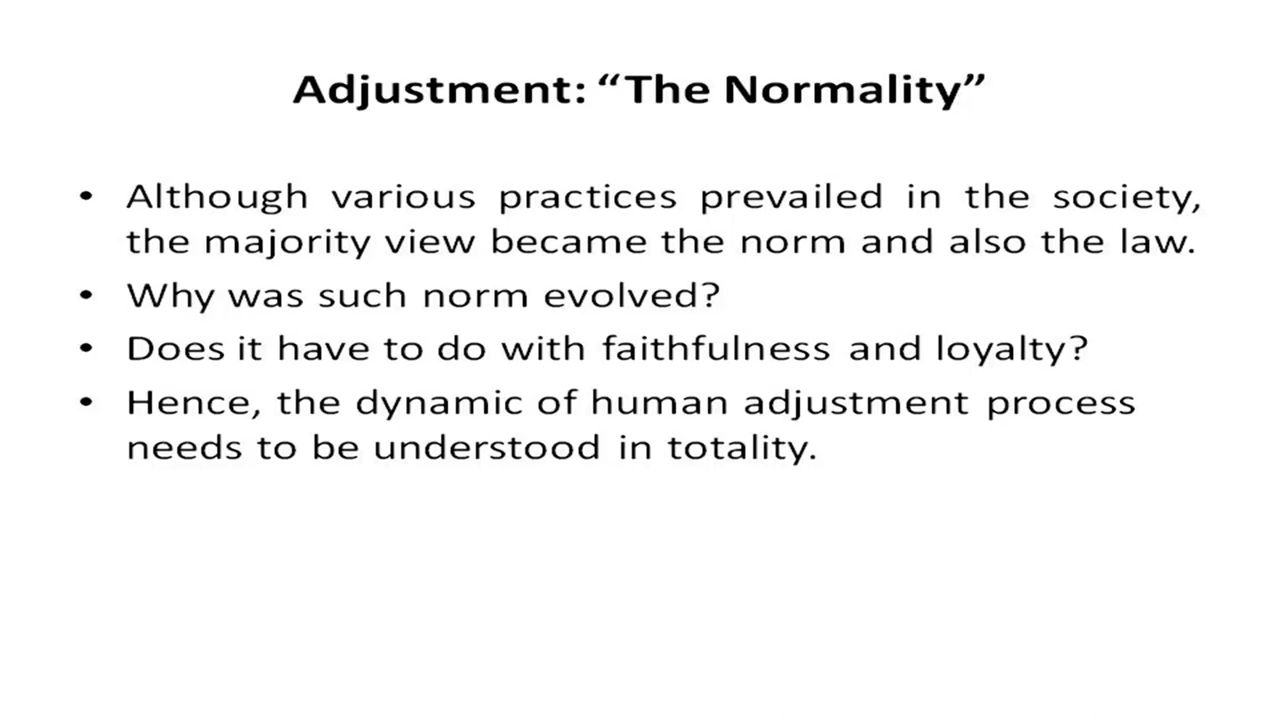 Adjustment: “The Normality”
• Although various practices prevailed in the society,
the majority view became the norm and also the law.
• Why was such norm evolved?
• Does it have to do with faithfulness and loyalty?
• Hence, the dynamic of human adjustment process
needs to be understood in totality.